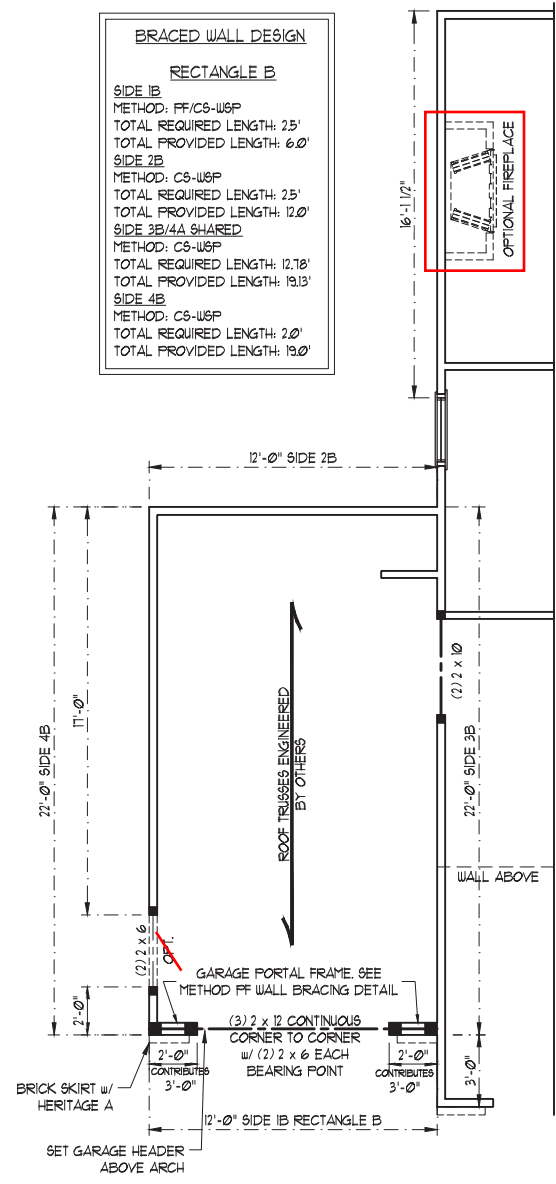 BRACED WALL DESIGN
RECTANGLE B
SIDE 1B
METHOD: PF/CS-WSP
TOTAL REQUIRED LENGTH: 2.5'
TOTAL PROVIDED LENGTH: 6.0'
SIDE 2B
METHOD: CS-WSP
TOTAL REQUIRED LENGTH: 2.5'
TOTAL PROVIDED LENGTH: 12.0'
SIDE 3B/4A SHARED
METHOD: CS-WSP
TOTAL REQUIRED LENGTH: 12.78'
TOTAL PROVIDED LENGTH: 19.13'
SIDE 4B
METHOD: CS-WSP
TOTAL REQUIRED LENGTH: 2.0'
TOTAL PROVIDED LENGTH: 19.0'
16'-1 1/2"
OPTIONAL FIREPLACE
12'-0" SIDE 2B
22'-0" SIDE 4B
17'-0"
ROOF TRUSSES ENGINEERED
BY OTHERS
(2) 2 x 10
22'-0" SIDE 3B
WALL ABOVE
(2) 2 x 6
OPT.
GARAGE PORTAL FRAME. SEE
METHOD PF WALL BRACING DETAIL
2'-0"
(3) 2 x 12 CONTINUOUS
CORNER TO CORNER
w/ (2) 2 x 6 EACH
BEARING POINT
2'-0"
CONTRIBUTES
3'-0"
2'-0"
CONTRIBUTES
3'-0"
3'-0"
BRICK SKIRT w/
HERITAGE A
12'-0" SIDE 1B RECTANGLE B
SET GARAGE HEADER
ABOVE ARCH